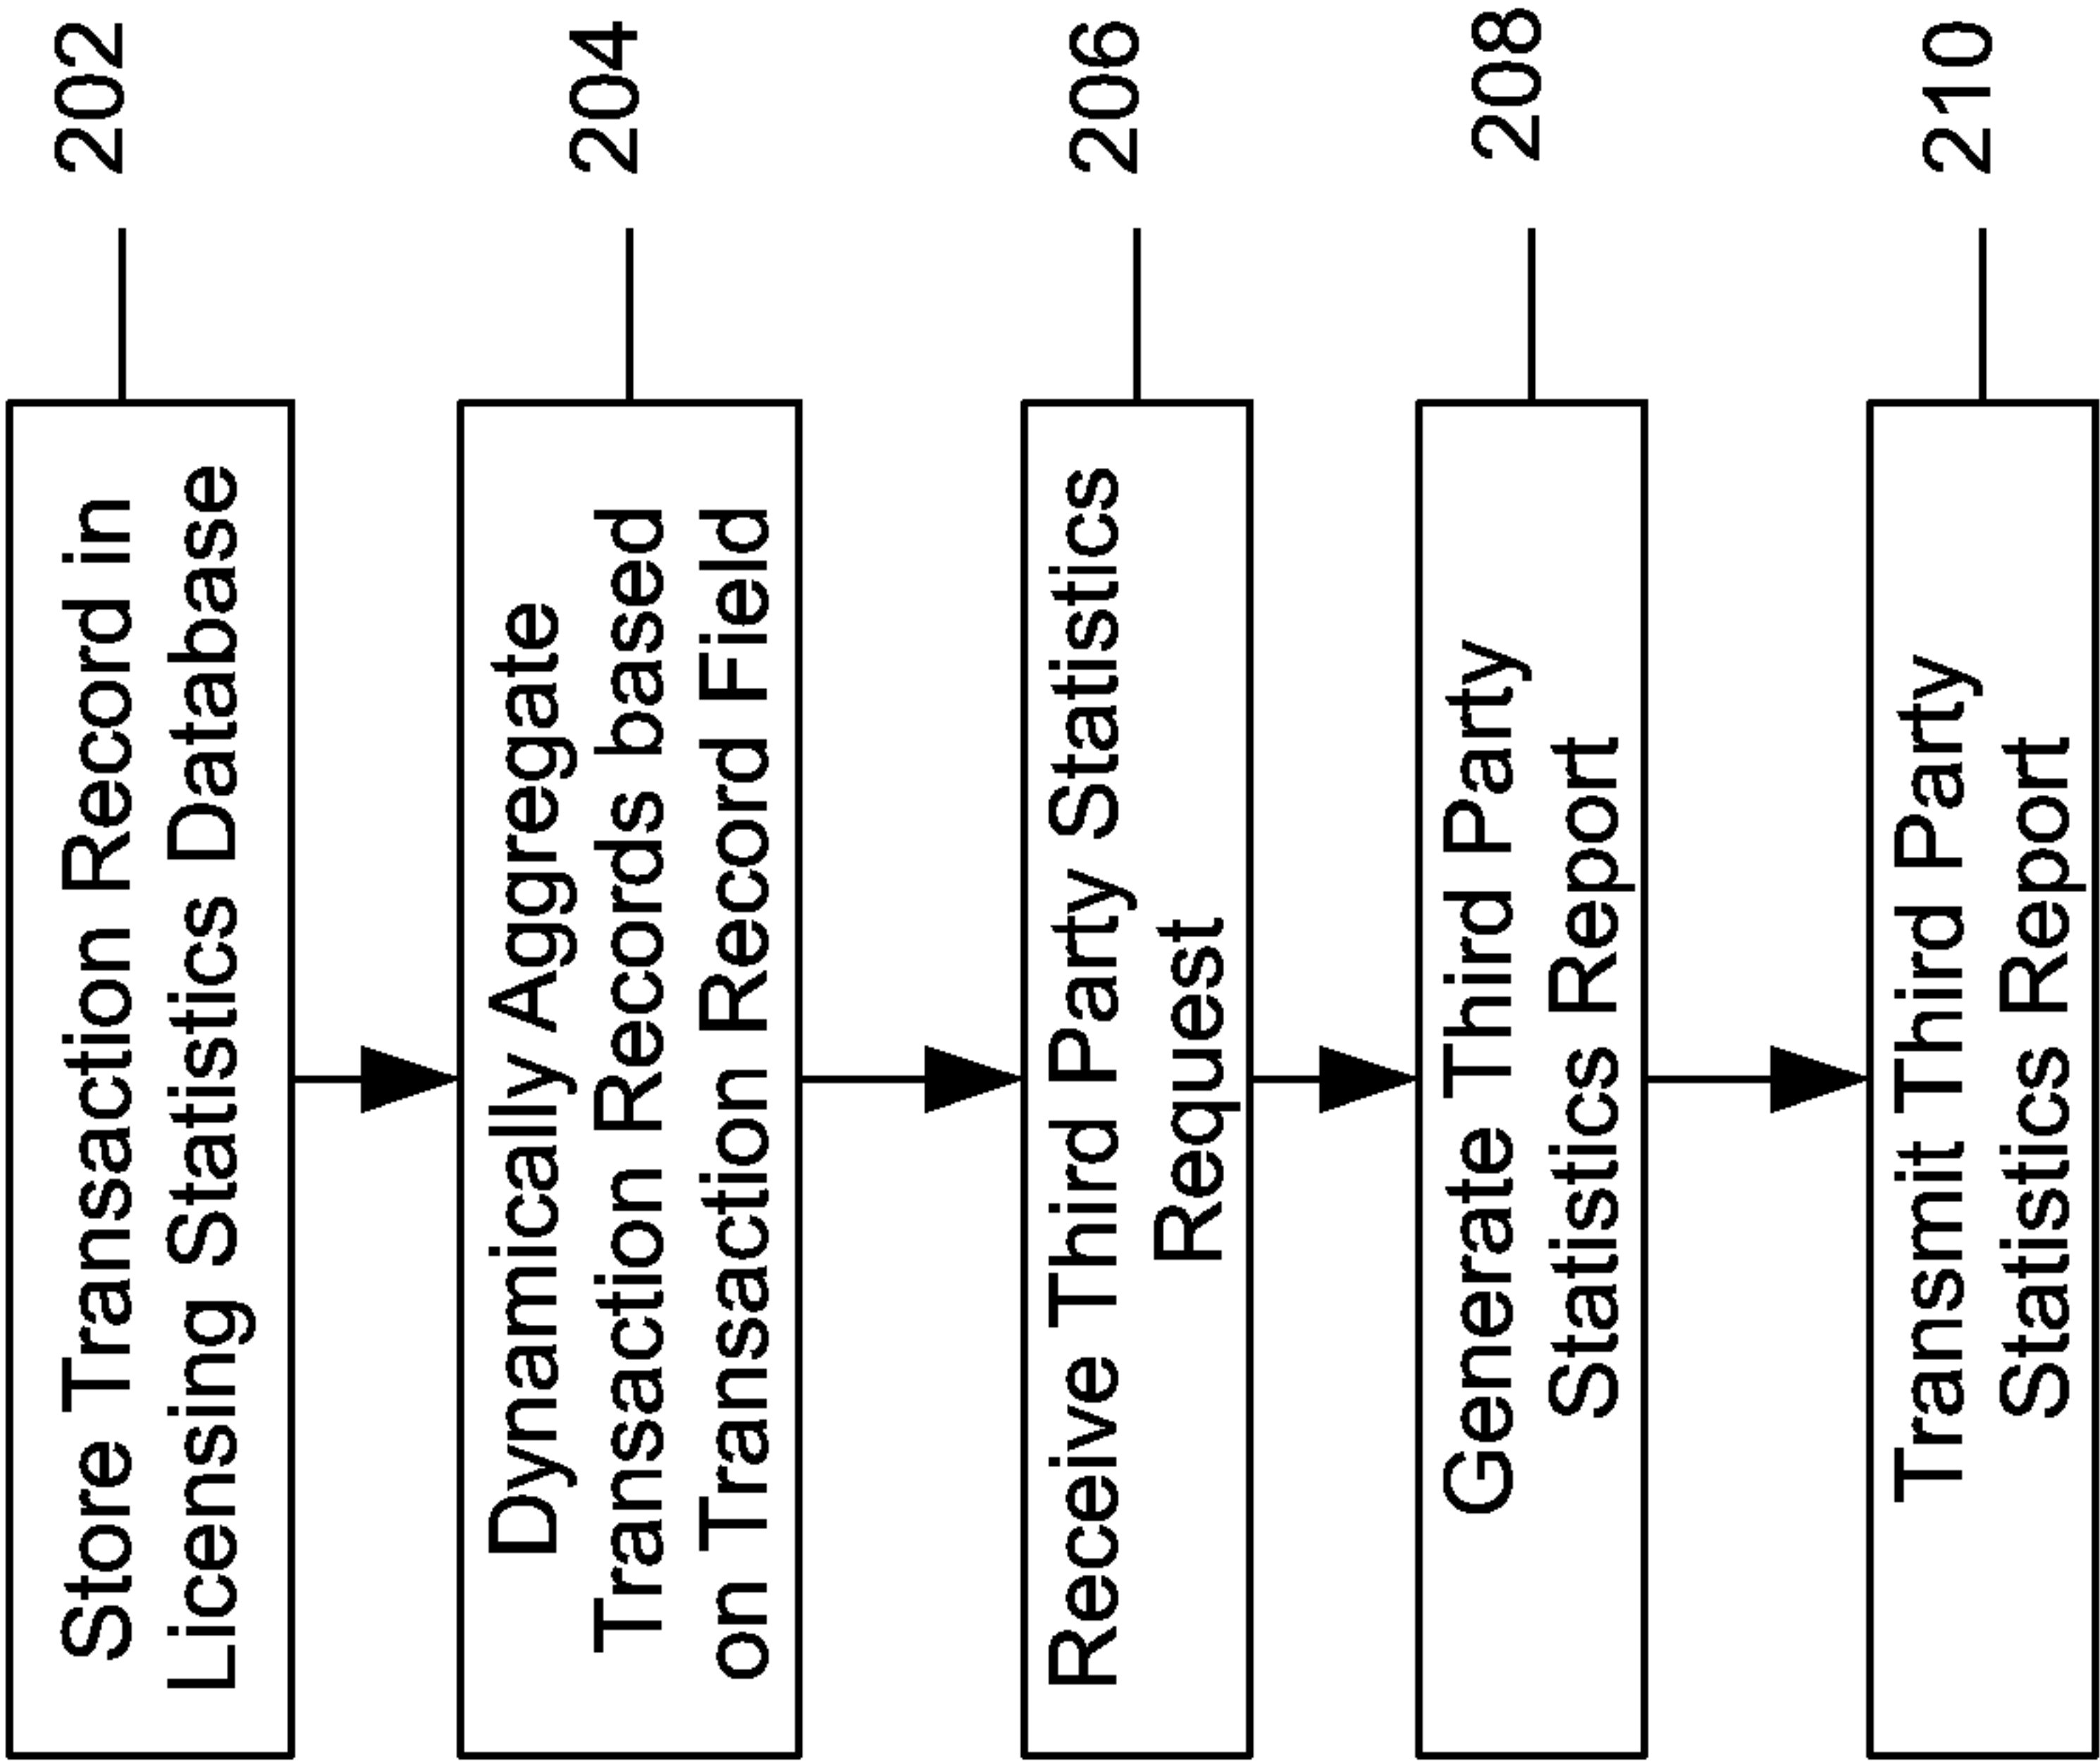 Store Transaction Record in
Licensing Statistics Database
202
Dynamically Aggregate
Transaction Records based
on Transaction Record Field
204
Receive Third Party Statistics
Request
206
Generate Third Party
Statistics Report
208
Transmit Third Party
Statistics Report
210